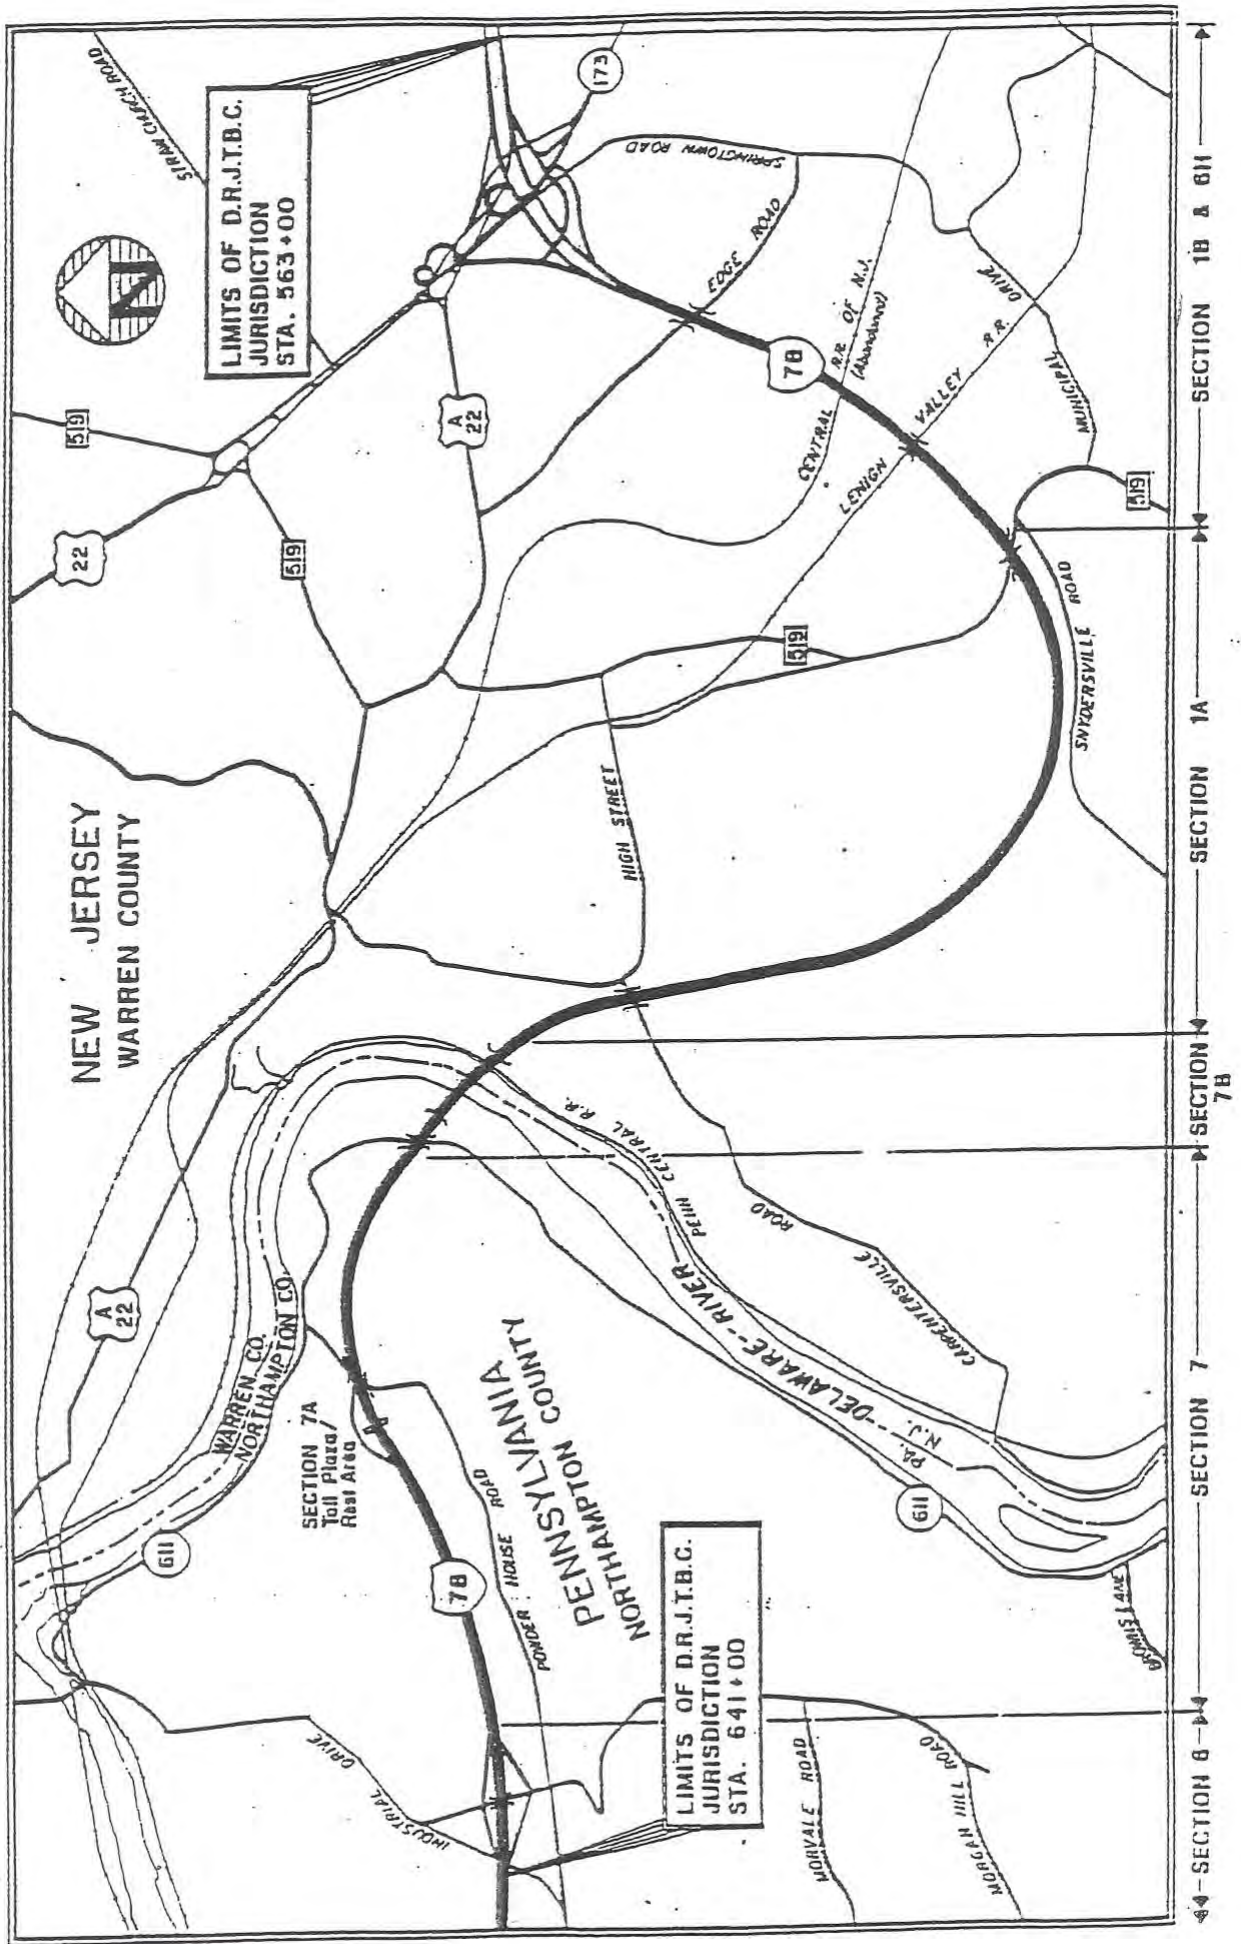 NEW JERSEY
WARREN COUNTY
STRAW CHURCH ROAD
N
LIMITS OF D.R.J.T.B.C.
JURISDICTION
STA. 563+00
22
519
519
A
22
173
SPRINGTOWN ROAD
EDGE ROAD
78
CENTRAL R.R. OF N.J.
(Abandoned)
LEHIGH VALLEY R.R.
MUNICIPAL DRIVE
519
519
SNYDERSVILLE ROAD
HIGH STREET
A
22
WARREN CO.
NORTHAMPTON CO.
611
SECTION 7A
Toll Plaza/
Rest Area
PENN CENTRAL R.R.
DELAWARE RIVER
PA.
N.J.
CARPENTERSVILLE ROAD
PENNSYLVANIA
NORTHAMPTON COUNTY
POWDER HOUSE ROAD
78
611
INDUSTRIAL DRIVE
LIMITS OF D.R.J.T.B.C.
JURISDICTION
STA. 641+00
MORVALE ROAD
MORGAN HILL ROAD
BROWNS LANE
SECTION 6
SECTION 7
SECTION
7B
SECTION 1A
SECTION 1B & 6H